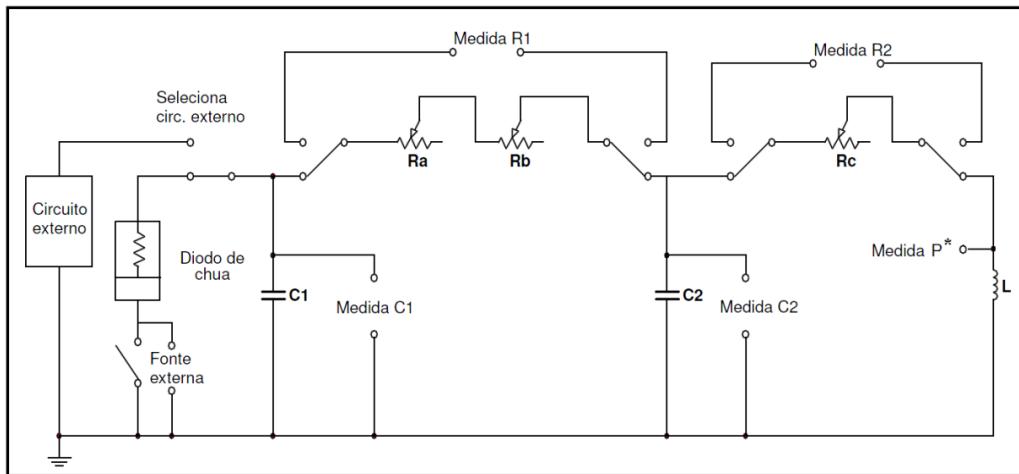 Medida R1
Medida R2
Seleciona
circ. externo
Ra
Rb
Rc
Circuito
externo
Diodo de
chua
Medida P*
C1
Medida C1
C2
Medida C2
L
Fonte
externa